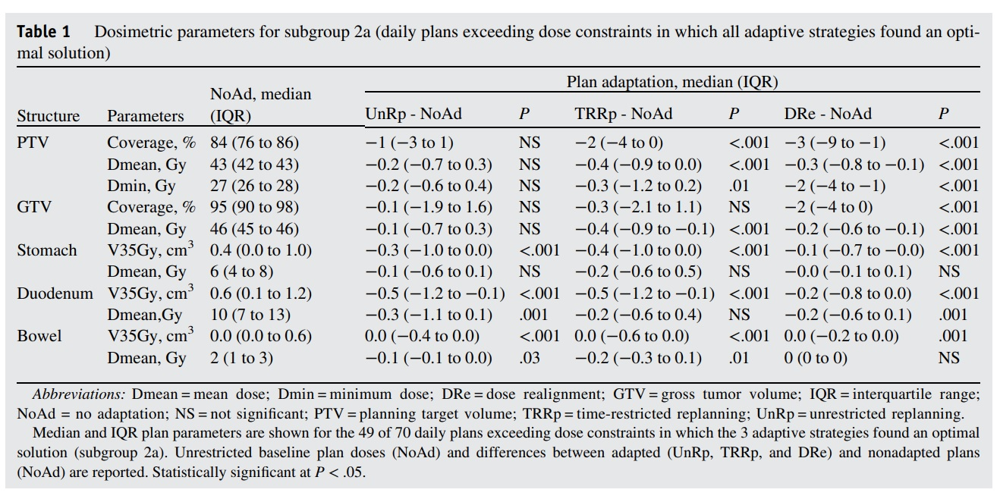 Table 1 Dosimetric parameters for subgroup 2a (daily plans exceeding dose constraints in which all adaptive strategies found an opti-
mal solution)
Plan adaptation, median (IQR)
NoAd, median
Structure Parameters (IQR) UnRp - NoAd P TRRp - NoAd P DRe - NoAd P
PTV Coverage, % 84 (76 to 86) −1 (−3 to 1) NS −2 (−4 to 0) <.001 −3 (−9 to −1) <.001
Dmean, Gy 43 (42 to 43) −0.2 (−0.7 to 0.3) NS −0.4 (−0.9 to 0.0) <.001 −0.3 (−0.8 to −0.1) <.001
Dmin, Gy 27 (26 to 28) −0.2 (−0.6 to 0.4) NS −0.3 (−1.2 to 0.2) .01 −2 (−4 to −1) <.001
GTV Coverage, % 95 (90 to 98) −0.1 (−1.9 to 1.6) NS −0.3 (−2.1 to 1.1) NS −2 (−4 to 0) <.001
Dmean, Gy 46 (45 to 46) −0.1 (−0.7 to 0.3) NS −0.4 (−0.9 to −0.1) <.001 −0.2 (−0.6 to −0.1) <.001
Stomach V35Gy, cm³ 0.4 (0.0 to 1.0) −0.3 (−1.0 to 0.0) <.001 −0.4 (−1.0 to 0.0) <.001 −0.1 (−0.7 to −0.0) <.001
Dmean, Gy 6 (4 to 8) −0.1 (−0.6 to 0.1) NS −0.2 (−0.6 to 0.5) NS −0.0 (−0.1 to 0.1) NS
Duodenum V35Gy, cm³ 0.6 (0.1 to 1.2) −0.5 (−1.2 to −0.1) <.001 −0.5 (−1.2 to −0.1) <.001 −0.2 (−0.8 to 0.0) <.001
Dmean,Gy 10 (7 to 13) −0.3 (−1.1 to 0.1) .001 −0.2 (−0.6 to 0.4) NS −0.2 (−0.6 to 0.1) .001
Bowel V35Gy, cm³ 0.0 (0.0 to 0.6) 0.0 (−0.4 to 0.0) <.001 0.0 (−0.6 to 0.0) <.001 0.0 (−0.2 to 0.0) .001
Dmean, Gy 2 (1 to 3) −0.1 (−0.1 to 0.0) .03 −0.2 (−0.3 to 0.1) .01 0 (0 to 0) NS
Abbreviations: Dmean = mean dose; Dmin = minimum dose; DRe = dose realignment; GTV = gross tumor volume; IQR = interquartile range;
NoAd = no adaptation; NS = not significant; PTV = planning target volume; TRRp = time-restricted replanning; UnRp = unrestricted replanning.
Median and IQR plan parameters are shown for the 49 of 70 daily plans exceeding dose constraints in which the 3 adaptive strategies found an optimal
solution (subgroup 2a). Unrestricted baseline plan doses (NoAd) and differences between adapted (UnRp, TRRp, and DRe) and nonadapted plans
(NoAd) are reported. Statistically significant at P < .05.